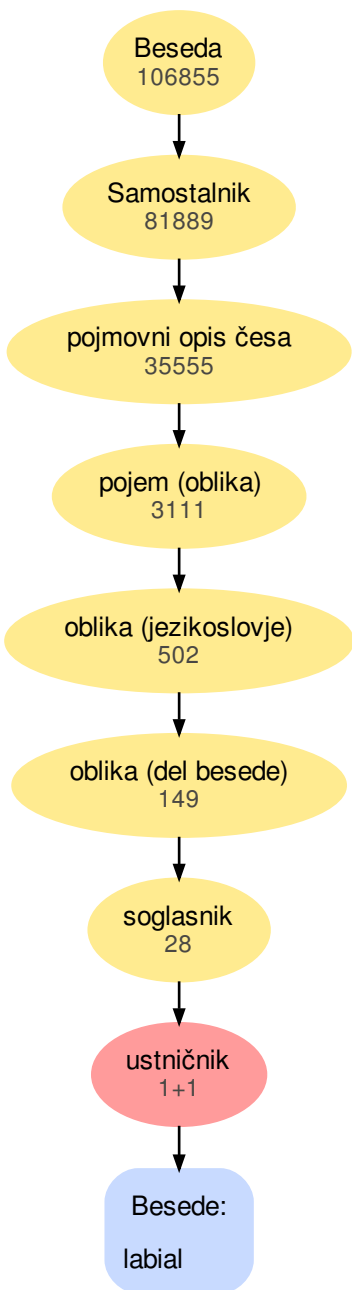 Beseda
106855
Samostalnik
81889
pojmovni opis česa
35555
pojem (oblika)
3111
oblika (jezikoslovje)
502
oblika (del besede)
149
soglasnik
28
ustničnik
1+1
Besede:
labial